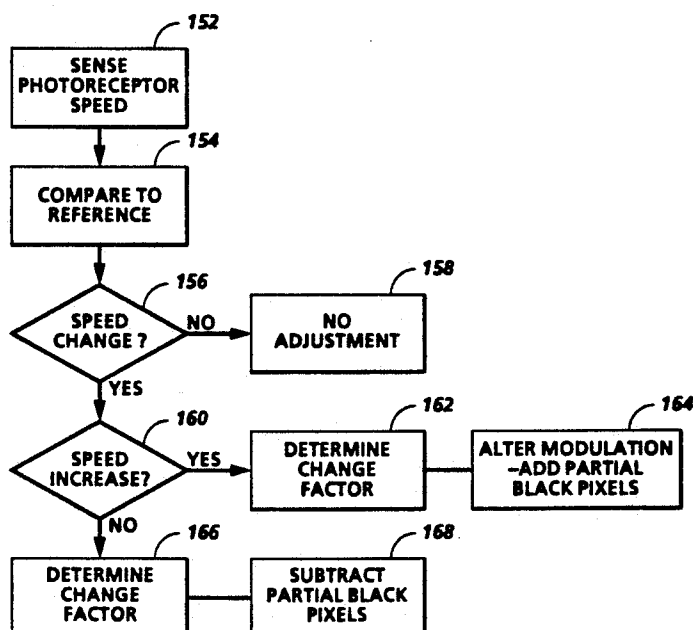 152
SENSE
PHOTORECEPTOR
SPEED
154
COMPARE TO
REFERENCE
156
SPEED
CHANGE ?
NO
158
NO
ADJUSTMENT
YES
160
SPEED
INCREASE?
YES
162
DETERMINE
CHANGE
FACTOR
164
ALTER MODULATION
–ADD PARTIAL
BLACK PIXELS
NO
166
DETERMINE
CHANGE
FACTOR
168
SUBTRACT
PARTIAL BLACK
PIXELS